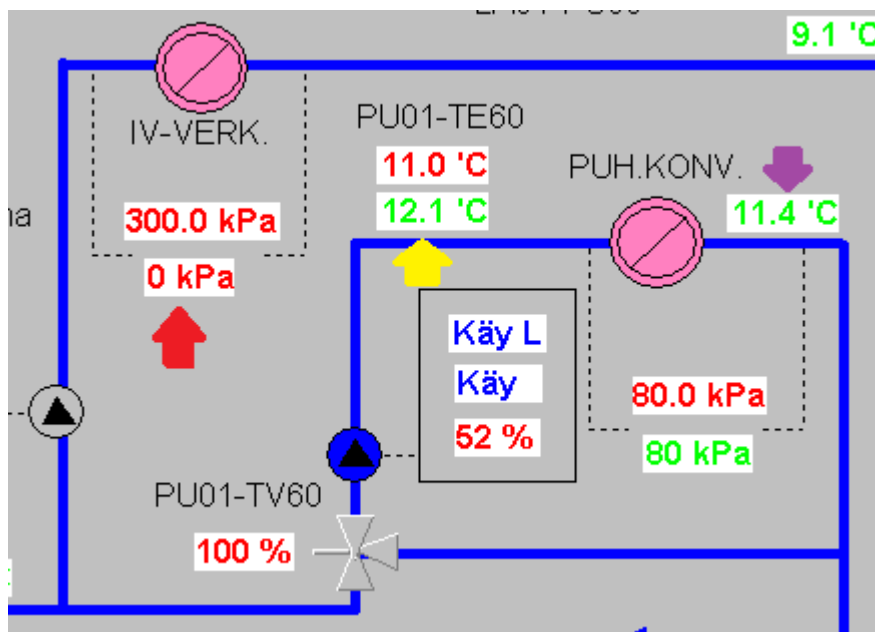 9.1 'C
IV-VERK.
PU01-TE60
11.0 'C
12.1 'C
PUH.KONV.
11.4 'C
300.0 kPa
0 kPa
Käy L
Käy
52 %
80.0 kPa
80 kPa
PU01-TV60
100 %